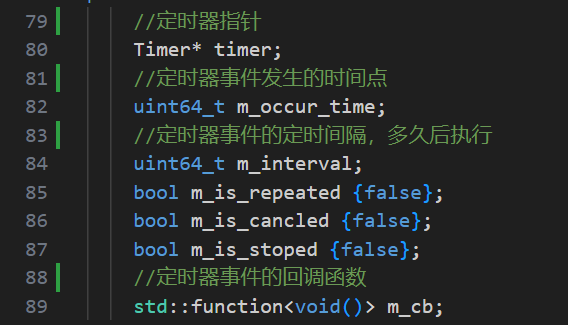 79 //定时器指针
80 Timer* timer;
81 //定时器事件发生的时间点
82 uint64_t m_occur_time;
83 //定时器事件的定时间隔，多久后执行
84 uint64_t m_interval;
85 bool m_is_repeated {false};
86 bool m_is_cancled {false};
87 bool m_is_stoped {false};
88 //定时器事件的回调函数
89 std::function<void()> m_cb;